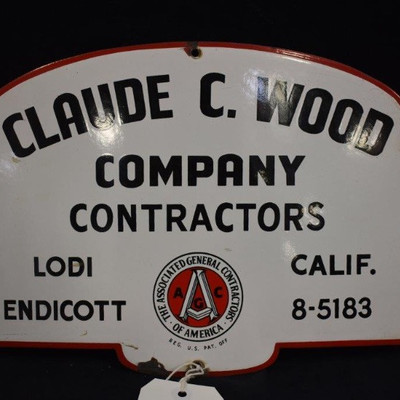 CLAUDE C. WOOD
COMPANY
CONTRACTORS
LODI CALIF.
ENDICOTT 8-5183
THE ASSOCIATED GENERAL CONTRACTORS
OF AMERICA
A G C
REG. U.S. PAT. OFF